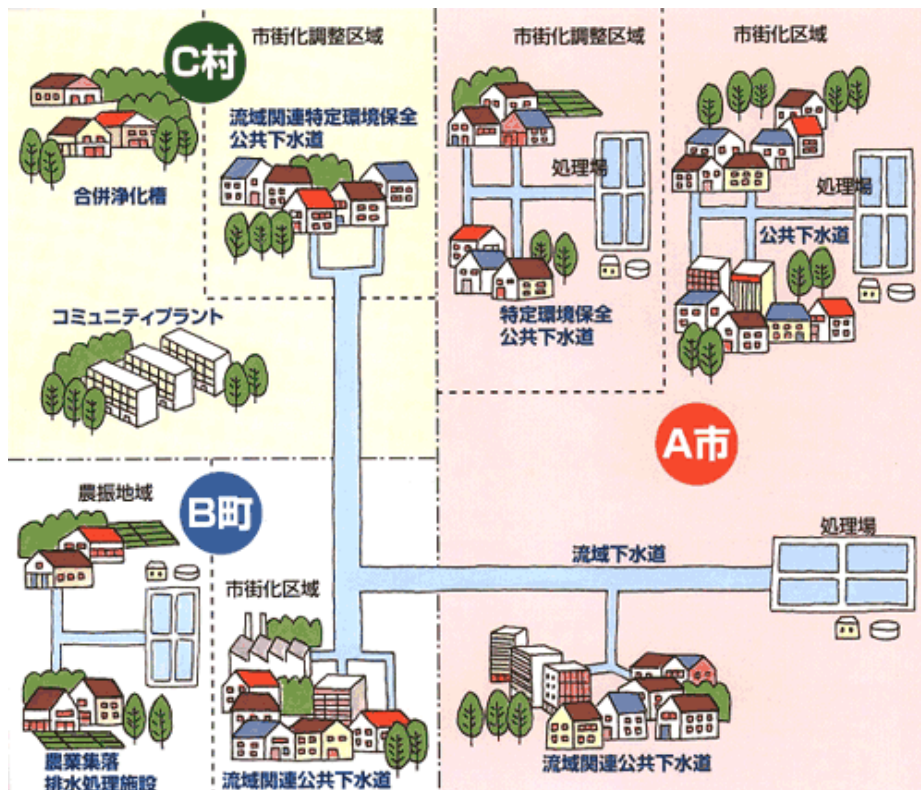 C村
市街化調整区域
流域関連特定環境保全
公共下水道
合併浄化槽
コミュニティプラント
市街化調整区域
処理場
特定環境保全
公共下水道
市街化区域
処理場
公共下水道
A市
農振地域
B町
農業集落
排水処理施設
市街化区域
流域関連公共下水道
流域下水道
処理場
流域関連公共下水道